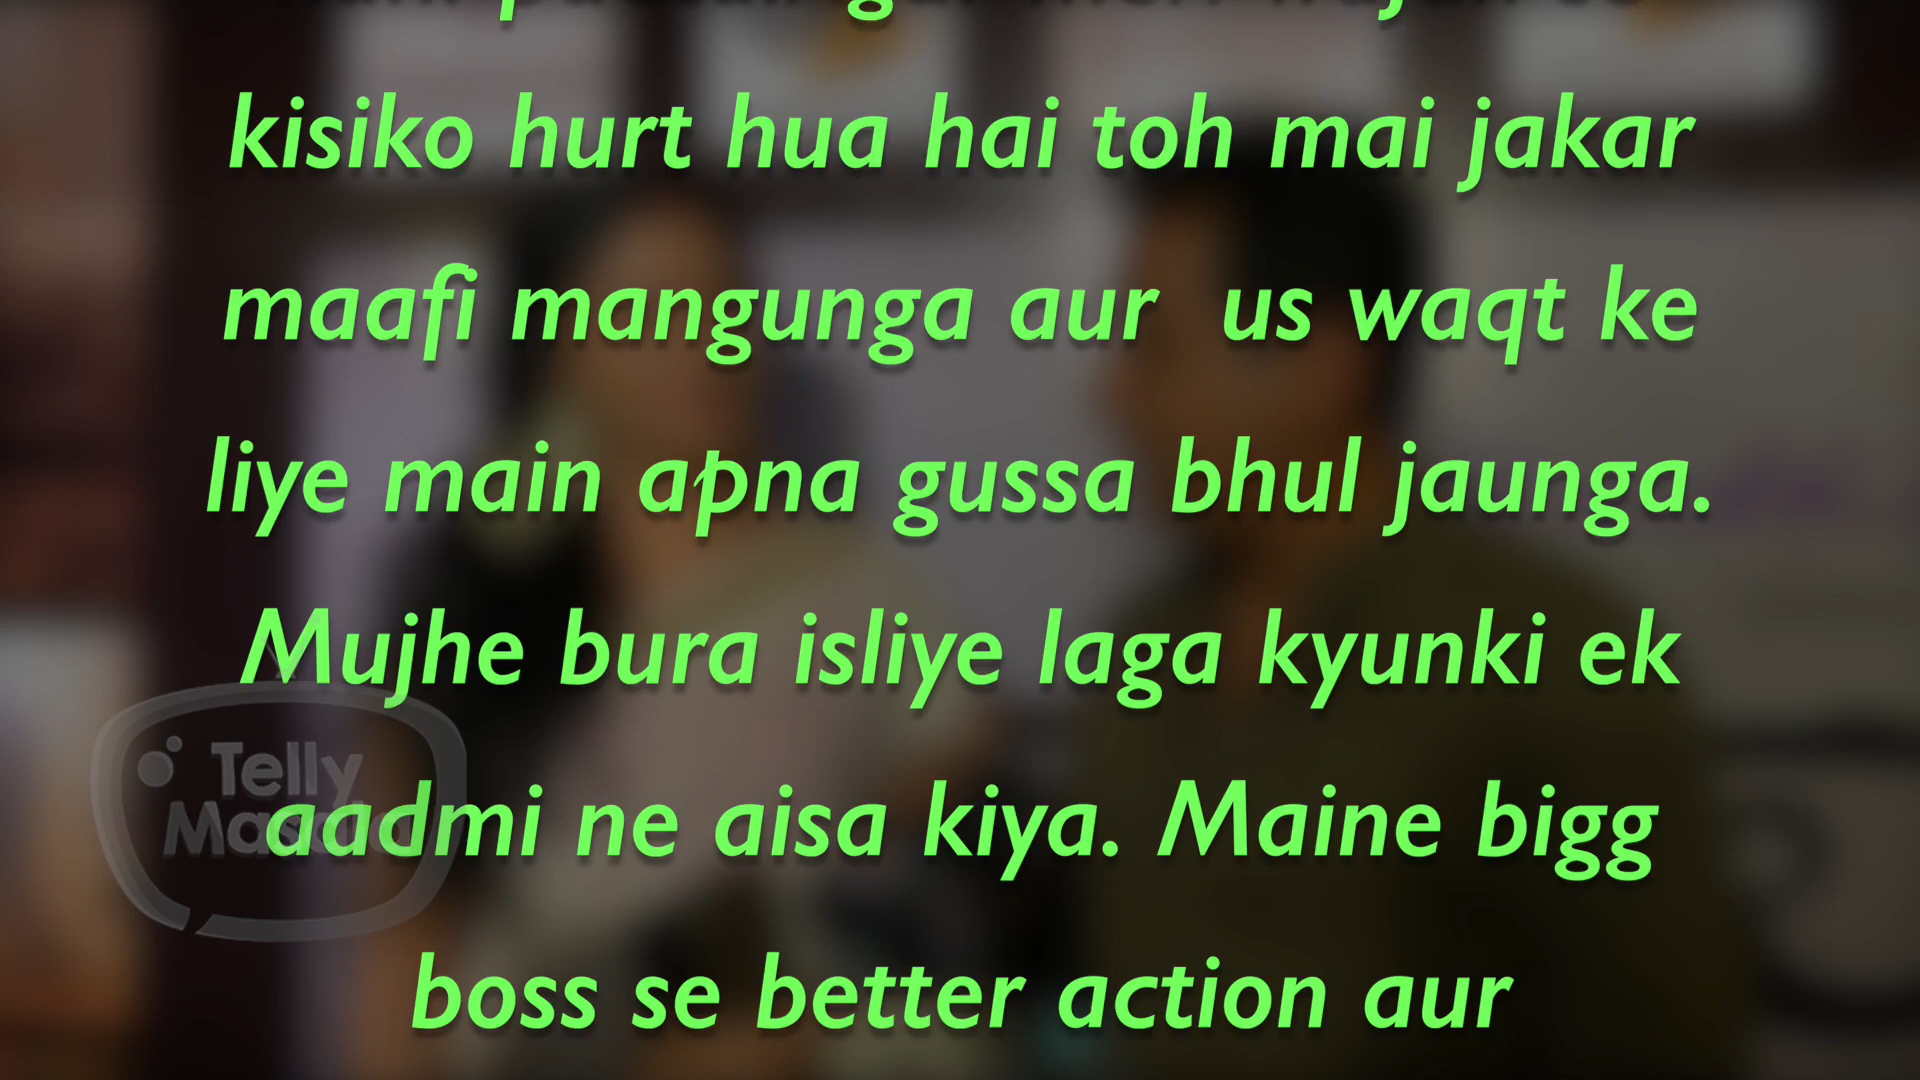 kisiko hurt hua hai toh mai jakar
maafi mangunga aur us waqt ke
liye main apna gussa bhul jaunga.
Mujhe bura isliye laga kyunki ek
Telly
aadmi ne aisa kiya. Maine bigg
boss se better action aur